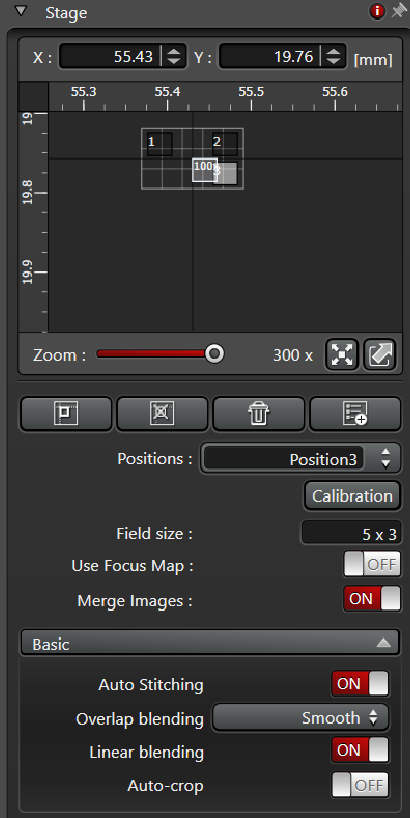 Stage
X : 55.43 Y : 19.76 [mm]
55.3 55.4 55.5 55.6
19
19.8
19.9
1 2
100x 3
Zoom : 300 x
Positions : Position3
Calibration
Field size : 5 x 3
Use Focus Map : OFF
Merge Images : ON
Basic
Auto Stitching ON
Overlap blending Smooth
Linear blending ON
Auto-crop OFF